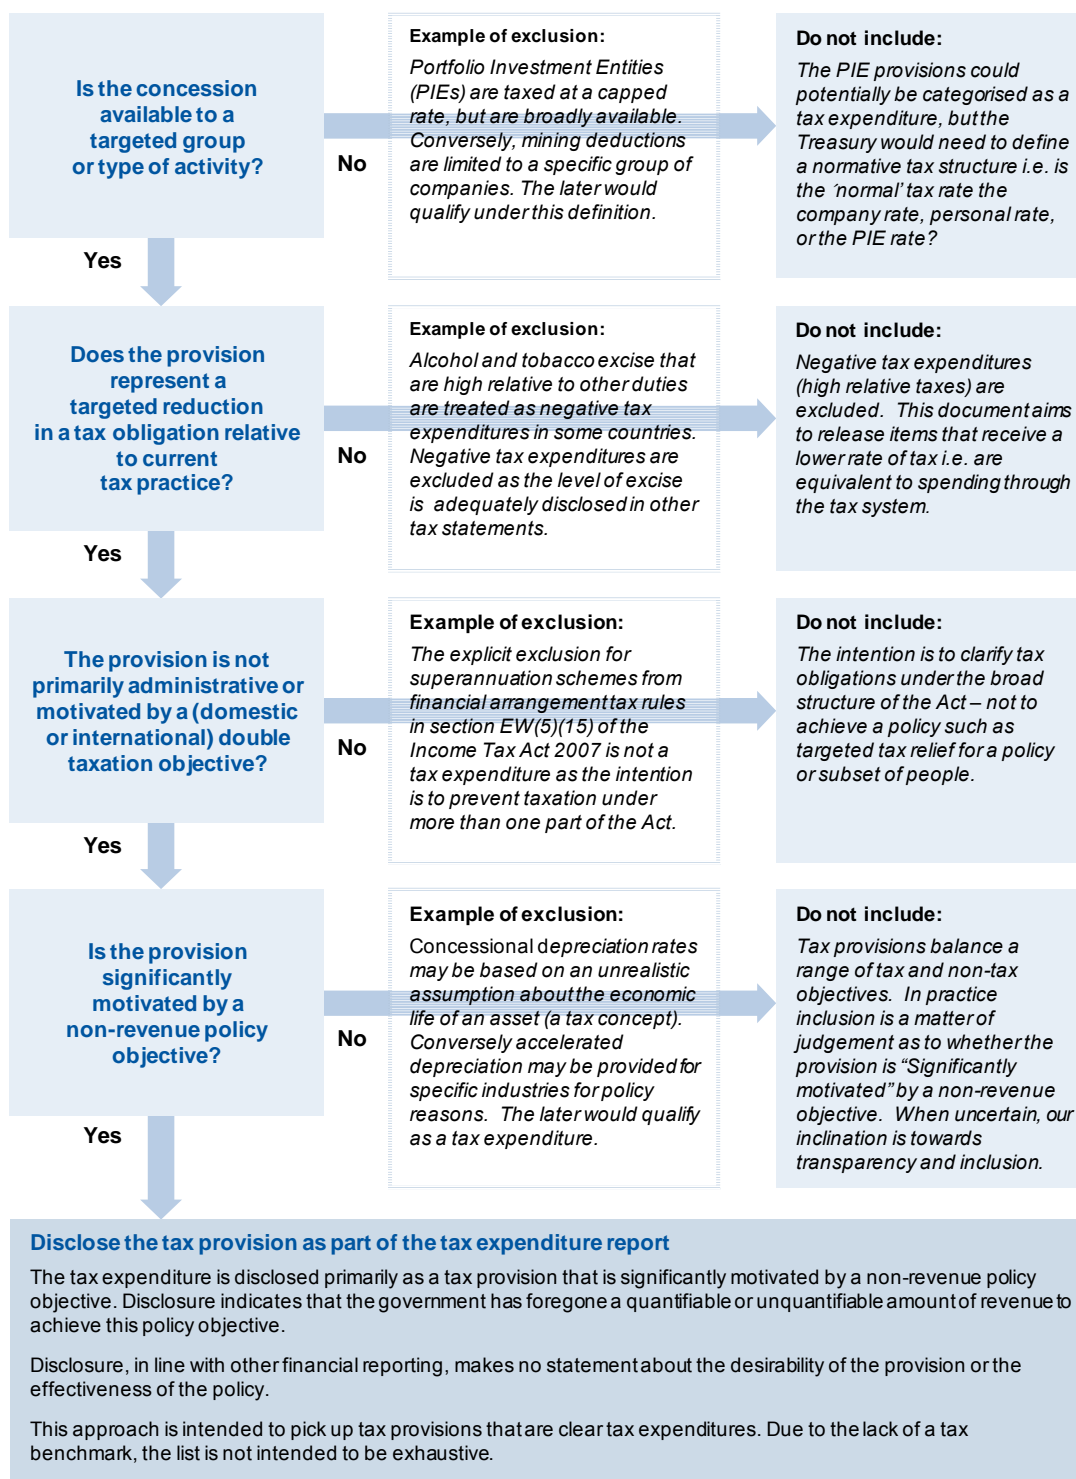 Is the concession
available to a
targeted group
or type of activity?
No
Example of exclusion:
Portfolio Investment Entities
(PIEs) are taxed at a capped
rate, but are broadly available.
Conversely, mining deductions
are limited to a specific group of
companies. The later would
qualify under this definition.
Do not include:
The PIE provisions could
potentially be categorised as a
tax expenditure, but the
Treasury would need to define
a normative tax structure i.e. is
the ‘normal’ tax rate the
company rate, personal rate,
or the PIE rate?
Yes
Does the provision
represent a
targeted reduction
in a tax obligation relative
to current
tax practice?
No
Example of exclusion:
Alcohol and tobacco excise that
are high relative to other duties
are treated as negative tax
expenditures in some countries.
Negative tax expenditures are
excluded as the level of excise
is adequately disclosed in other
tax statements.
Do not include:
Negative tax expenditures
(high relative taxes) are
excluded. This document aims
to release items that receive a
lower rate of tax i.e. are
equivalent to spending through
the tax system.
Yes
The provision is not
primarily administrative or
motivated by a (domestic
or international) double
taxation objective?
No
Example of exclusion:
The explicit exclusion for
superannuation schemes from
financial arrangement tax rules
in section EW(5)(15) of the
Income Tax Act 2007 is not a
tax expenditure as the intention
is to prevent taxation under
more than one part of the Act.
Do not include:
The intention is to clarify tax
obligations under the broad
structure of the Act – not to
achieve a policy such as
targeted tax relief for a policy
or subset of people.
Yes
Is the provision
significantly
motivated by a
non-revenue policy
objective?
No
Example of exclusion:
Concessional depreciation rates
may be based on an unrealistic
assumption about the economic
life of an asset (a tax concept).
Conversely accelerated
depreciation may be provided for
specific industries for policy
reasons. The later would qualify
as a tax expenditure.
Do not include:
Tax provisions balance a
range of tax and non-tax
objectives. In practice
inclusion is a matter of
judgement as to whether the
provision is “Significantly
motivated” by a non-revenue
objective. When uncertain, our
inclination is towards
transparency and inclusion.
Yes
Disclose the tax provision as part of the tax expenditure report
The tax expenditure is disclosed primarily as a tax provision that is significantly motivated by a non-revenue policy
objective. Disclosure indicates that the government has foregone a quantifiable or unquantifiable amount of revenue to
achieve this policy objective.
Disclosure, in line with other financial reporting, makes no statement about the desirability of the provision or the
effectiveness of the policy.
This approach is intended to pick up tax provisions that are clear tax expenditures. Due to the lack of a tax
benchmark, the list is not intended to be exhaustive.